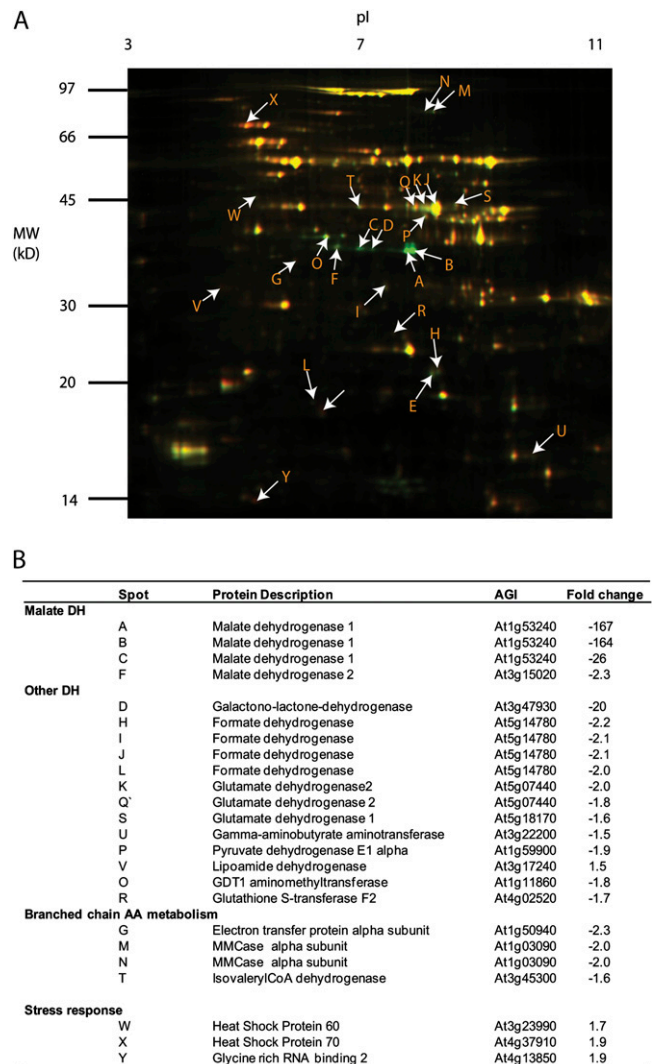 A
pI
3 7 11
MW
(kD)
97
66
45
30
20
14
N
M
X
T
Q K J
S
W
P
C D
O
F
G
A
B
V
I
R
H
L
E
U
Y
B
Spot Protein Description AGI Fold change
Malate DH
A Malate dehydrogenase 1 At1g53240 -167
B Malate dehydrogenase 1 At1g53240 -164
C Malate dehydrogenase 1 At1g53240 -26
F Malate dehydrogenase 2 At3g15020 -2.3
Other DH
D Galactono-lactone-dehydrogenase At3g47930 -20
H Formate dehydrogenase At5g14780 -2.2
I Formate dehydrogenase At5g14780 -2.1
J Formate dehydrogenase At5g14780 -2.1
L Formate dehydrogenase At5g14780 -2.0
K Glutamate dehydrogenase2 At5g07440 -2.0
Q` Glutamate dehydrogenase 2 At5g07440 -1.8
S Glutamate dehydrogenase 1 At5g18170 -1.6
U Gamma-aminobutyrate aminotransferase At3g22200 -1.5
P Pyruvate dehydrogenase E1 alpha At1g59900 -1.9
V Lipoamide dehydrogenase At3g17240 1.5
O GDT1 aminomethyltransferase At1g11860 -1.8
R Glutathione S-transferase F2 At4g02520 -1.7
Branched chain AA metabolism
G Electron transfer protein alpha subunit At1g50940 -2.3
M MMCase alpha subunit At1g03090 -2.0
N MMCase alpha subunit At1g03090 -2.0
T IsovalerylCoA dehydrogenase At3g45300 -1.6
Stress response
W Heat Shock Protein 60 At3g23990 1.7
X Heat Shock Protein 70 At4g37910 1.9
Y Glycine rich RNA binding 2 At4g13850 1.9